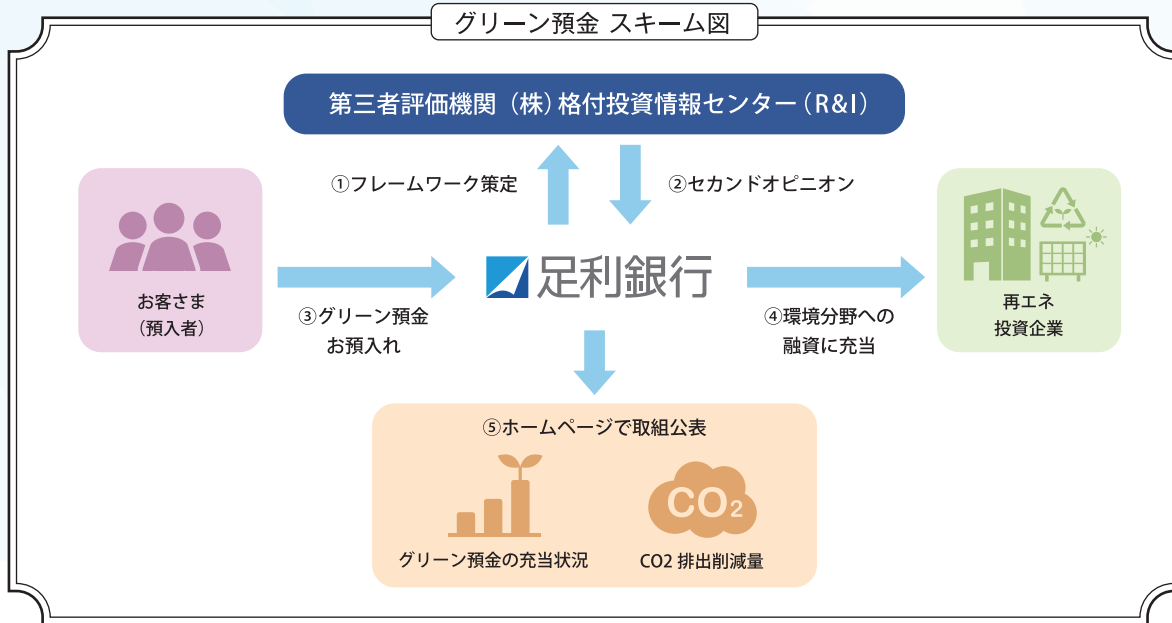 グリーン預金 スキーム図
第三者評価機関（株）格付投資情報センター（R&I）
①フレームワーク策定
②セカンドオピニオン
お客さま
（預入者）
③グリーン預金
お預入れ
足利銀行
④環境分野への
融資に充当
再エネ
投資企業
⑤ホームページで取組公表
CO2
グリーン預金の充当状況
CO2 排出削減量